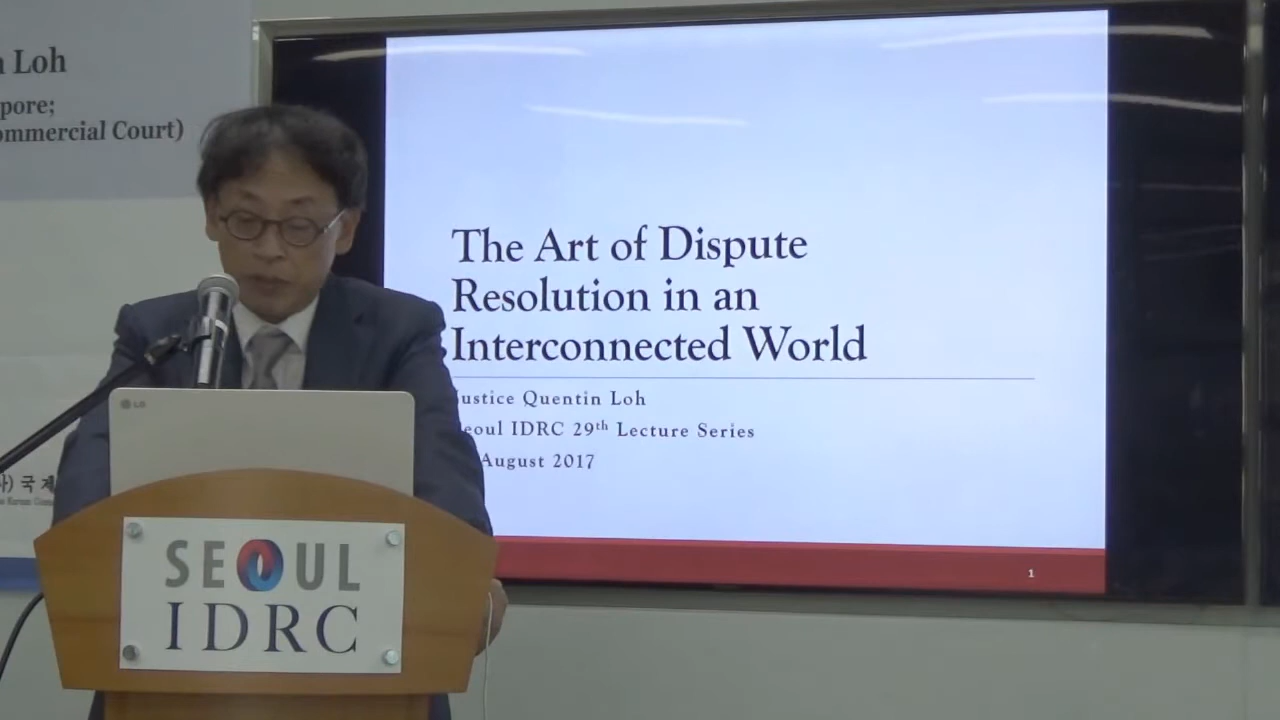 Loh
pore;
ommercial Court)
The Art of Dispute
Resolution in an
Interconnected World
ustice Quentin Loh
eoul IDRC 29th Lecture Series
August 2017
1
LG
국제
SEOUL
IDRC